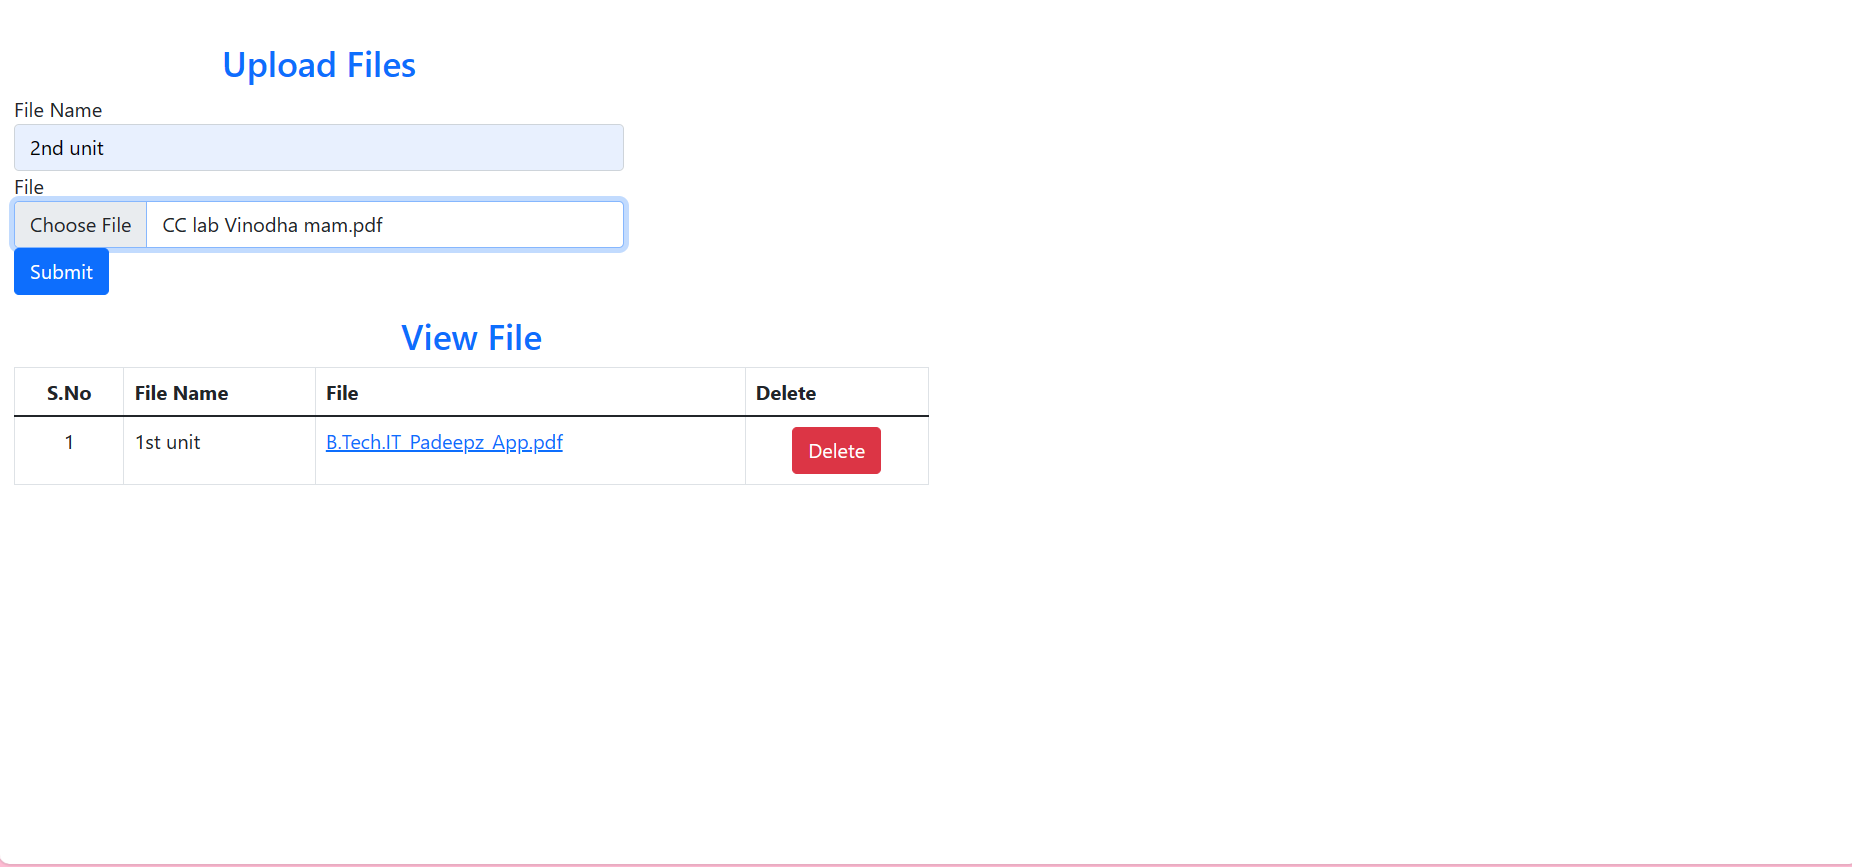 Upload Files
File Name
2nd unit
File
Choose File CC lab Vinodha mam.pdf
Submit
View File
S.No File Name File Delete
1 1st unit B.Tech.IT_Padeepz_App.pdf Delete